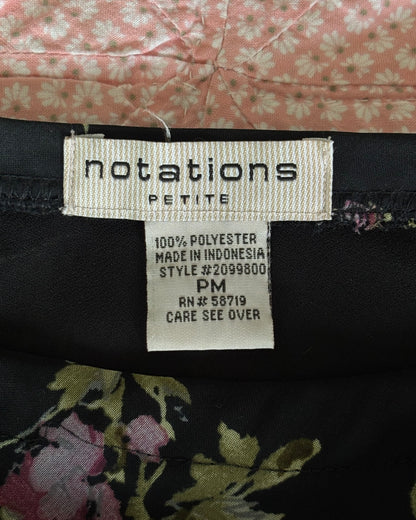 notations
PETITE
100% POLYESTER
MADE IN INDONESIA
STYLE #2099800
PM
RN# 58719
CARE SEE OVER